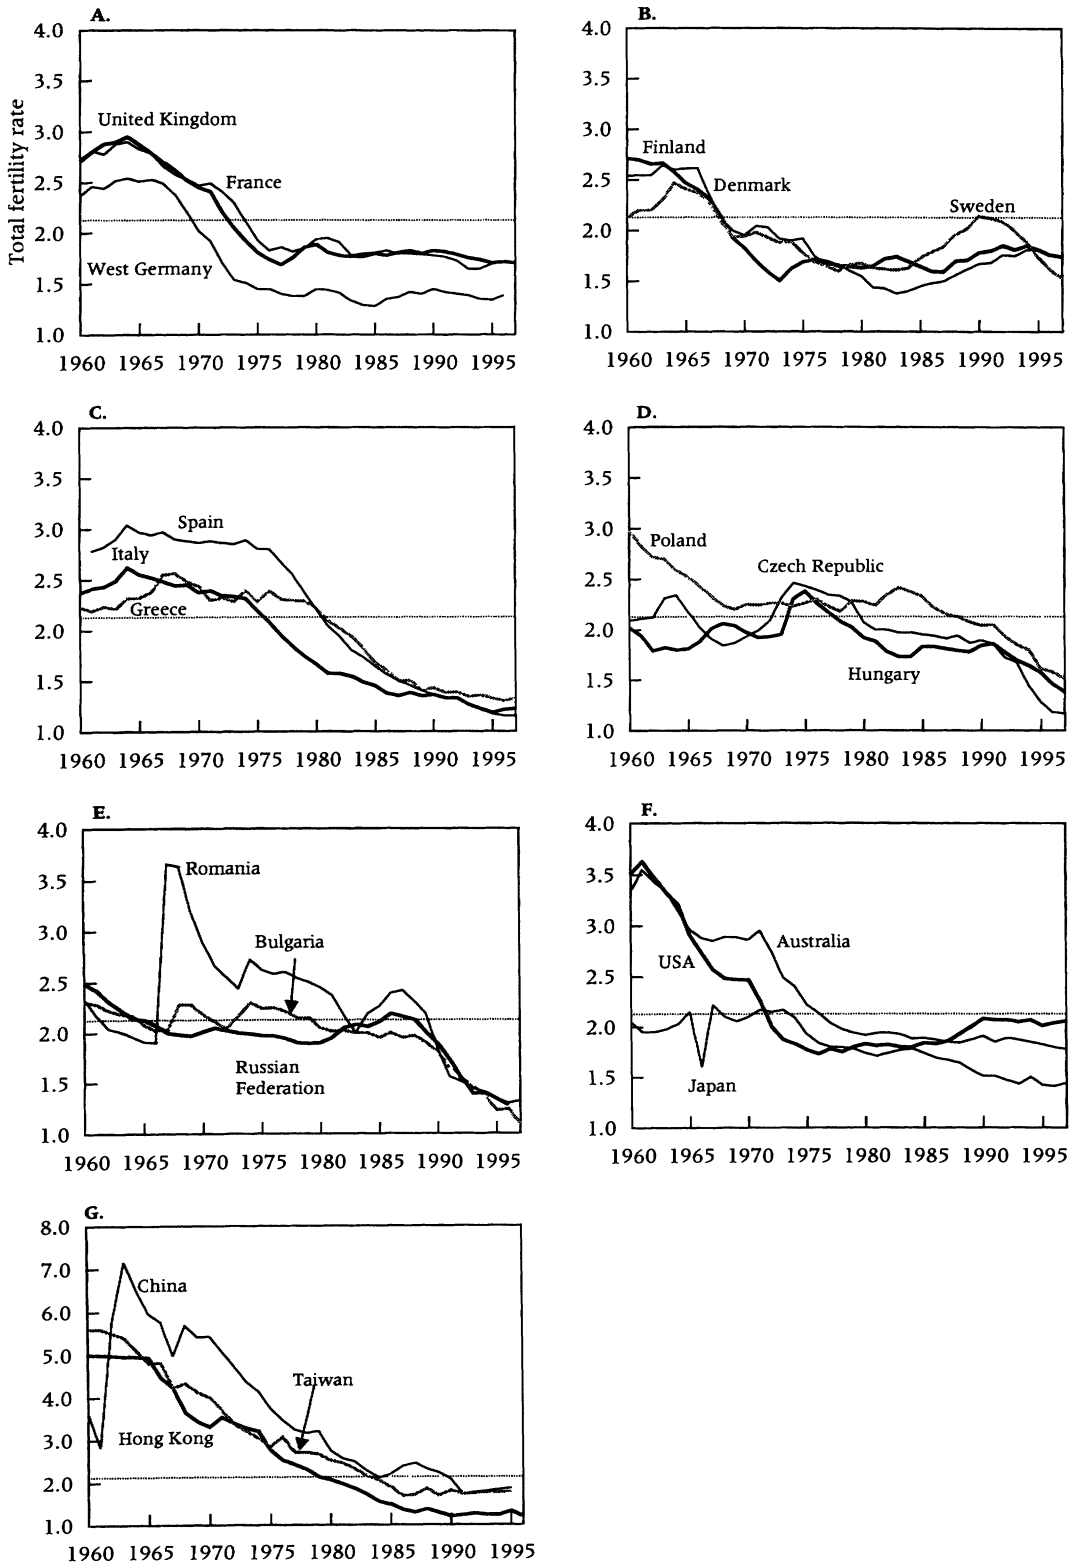 A.
Total fertility rate
4.0
3.5
3.0
2.5
2.0
1.5
1.0
United Kingdom
France
West Germany
1960 1965 1970 1975 1980 1985 1990 1995
B.
4.0
3.5
3.0
2.5
2.0
1.5
1.0
Finland
Denmark
Sweden
1960 1965 1970 1975 1980 1985 1990 1995
C.
4.0
3.5
3.0
2.5
2.0
1.5
1.0
Spain
Italy
Greece
1960 1965 1970 1975 1980 1985 1990 1995
D.
4.0
3.5
3.0
2.5
2.0
1.5
1.0
Poland
Czech Republic
Hungary
1960 1965 1970 1975 1980 1985 1990 1995
E.
4.0
3.5
3.0
2.5
2.0
1.5
1.0
Romania
Bulgaria
Russian
Federation
1960 1965 1970 1975 1980 1985 1990 1995
F.
4.0
3.5
3.0
2.5
2.0
1.5
1.0
Australia
USA
Japan
1960 1965 1970 1975 1980 1985 1990 1995
G.
8.0
7.0
6.0
5.0
4.0
3.0
2.0
1.0
China
Taiwan
Hong Kong
1960 1965 1970 1975 1980 1985 1990 1995